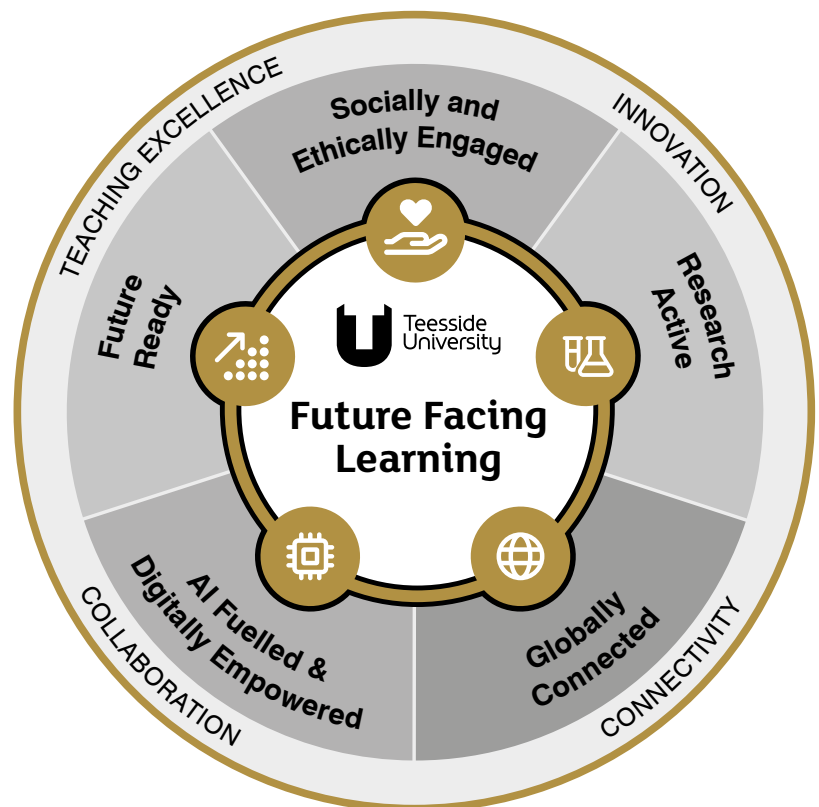 TEACHING EXCELLENCE
INNOVATION
Socially and
Ethically Engaged
Future
Ready
Research
Active
Teesside
University
Future Facing
Learning
AI Fuelled &
Digitally Empowered
Globally
Connected
COLLABORATION
CONNECTIVITY